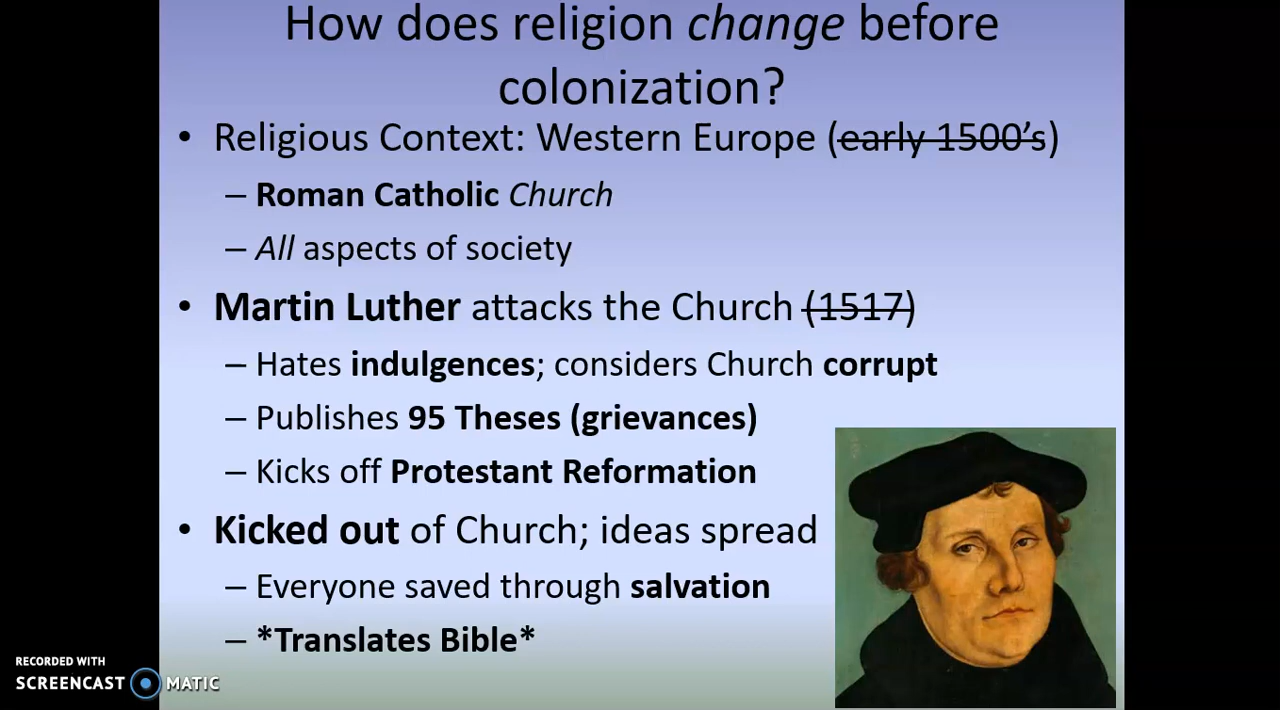 How does religion change before
colonization?
• Religious Context: Western Europe (early 1500's)
– Roman Catholic Church
– All aspects of society
• Martin Luther attacks the Church (1517)
– Hates indulgences; considers Church corrupt
– Publishes 95 Theses (grievances)
– Kicks off Protestant Reformation
• Kicked out of Church; ideas spread
– Everyone saved through salvation
– *Translates Bible*
RECORDED WITH
SCREENCAST MATIC